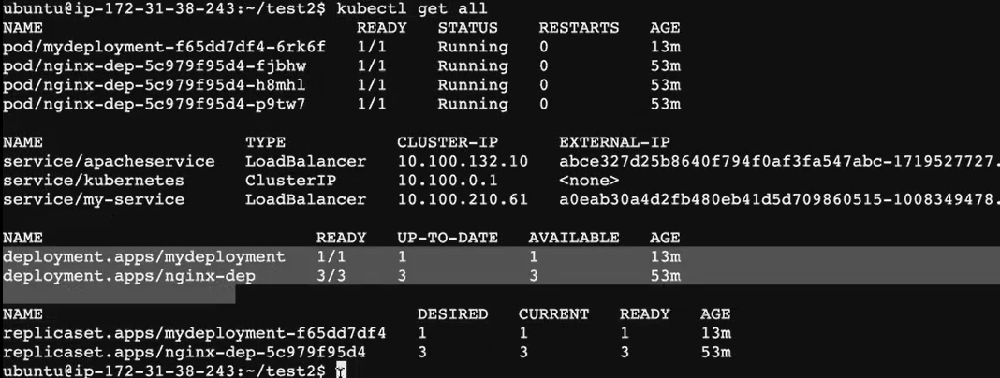 ubuntu@ip-172-31-38-243:~/test2$ kubectl get all
NAME READY STATUS RESTARTS AGE
pod/mydeployment-f65dd7df4-6rk6f 1/1 Running 0 13m
pod/nginx-dep-5c979f95d4-fjbhw 1/1 Running 0 53m
pod/nginx-dep-5c979f95d4-h8mhl 1/1 Running 0 53m
pod/nginx-dep-5c979f95d4-p9tw7 1/1 Running 0 53m
NAME TYPE CLUSTER-IP EXTERNAL-IP
service/apacheservice LoadBalancer 10.100.132.10 abce327d25b8640f794f0af3fa547abc-1719527727.
service/kubernetes ClusterIP 10.100.0.1 <none>
service/my-service LoadBalancer 10.100.210.61 a0eab30a4d2fb480eb41d5d709860515-1008349478.
NAME READY UP-TO-DATE AVAILABLE AGE
deployment.apps/mydeployment 1/1 1 1 13m
deployment.apps/nginx-dep 3/3 3 3 53m
NAME DESIRED CURRENT READY AGE
replicaset.apps/mydeployment-f65dd7df4 1 1 1 13m
replicaset.apps/nginx-dep-5c979f95d4 3 3 3 53m
ubuntu@ip-172-31-38-243:~/test2$